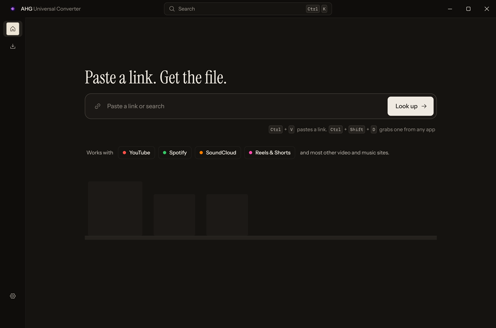 AHG Universal Converter
Search
Ctrl K
Paste a link. Get the file.
Paste a link or search
Look up →
Ctrl + V pastes a link. Ctrl + Shift + D grabs one from any app
Works with YouTube Spotify SoundCloud Reels & Shorts and most other video and music sites.